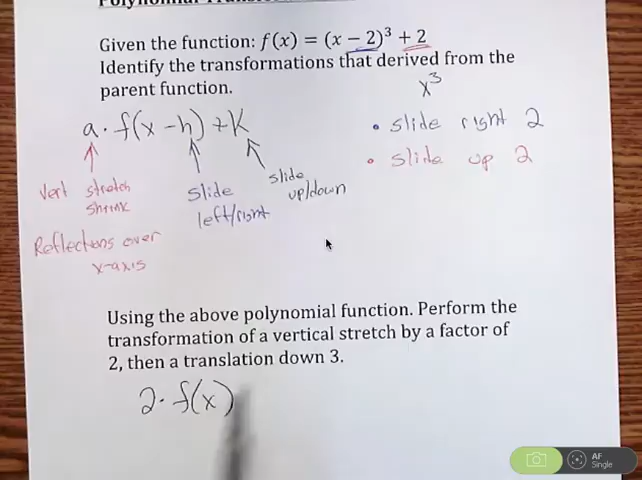 Given the function: f(x) = (x − 2)³ + 2
Identify the transformations that derived from the
parent function.
x³
a · f(x − h) + k
• slide right 2
• slide up 2
Vert stretch
shrink
Reflections over
x-axis
slide
left/right
slide
up/down
Using the above polynomial function. Perform the
transformation of a vertical stretch by a factor of
2, then a translation down 3.
2 · f(x)
AF
Single